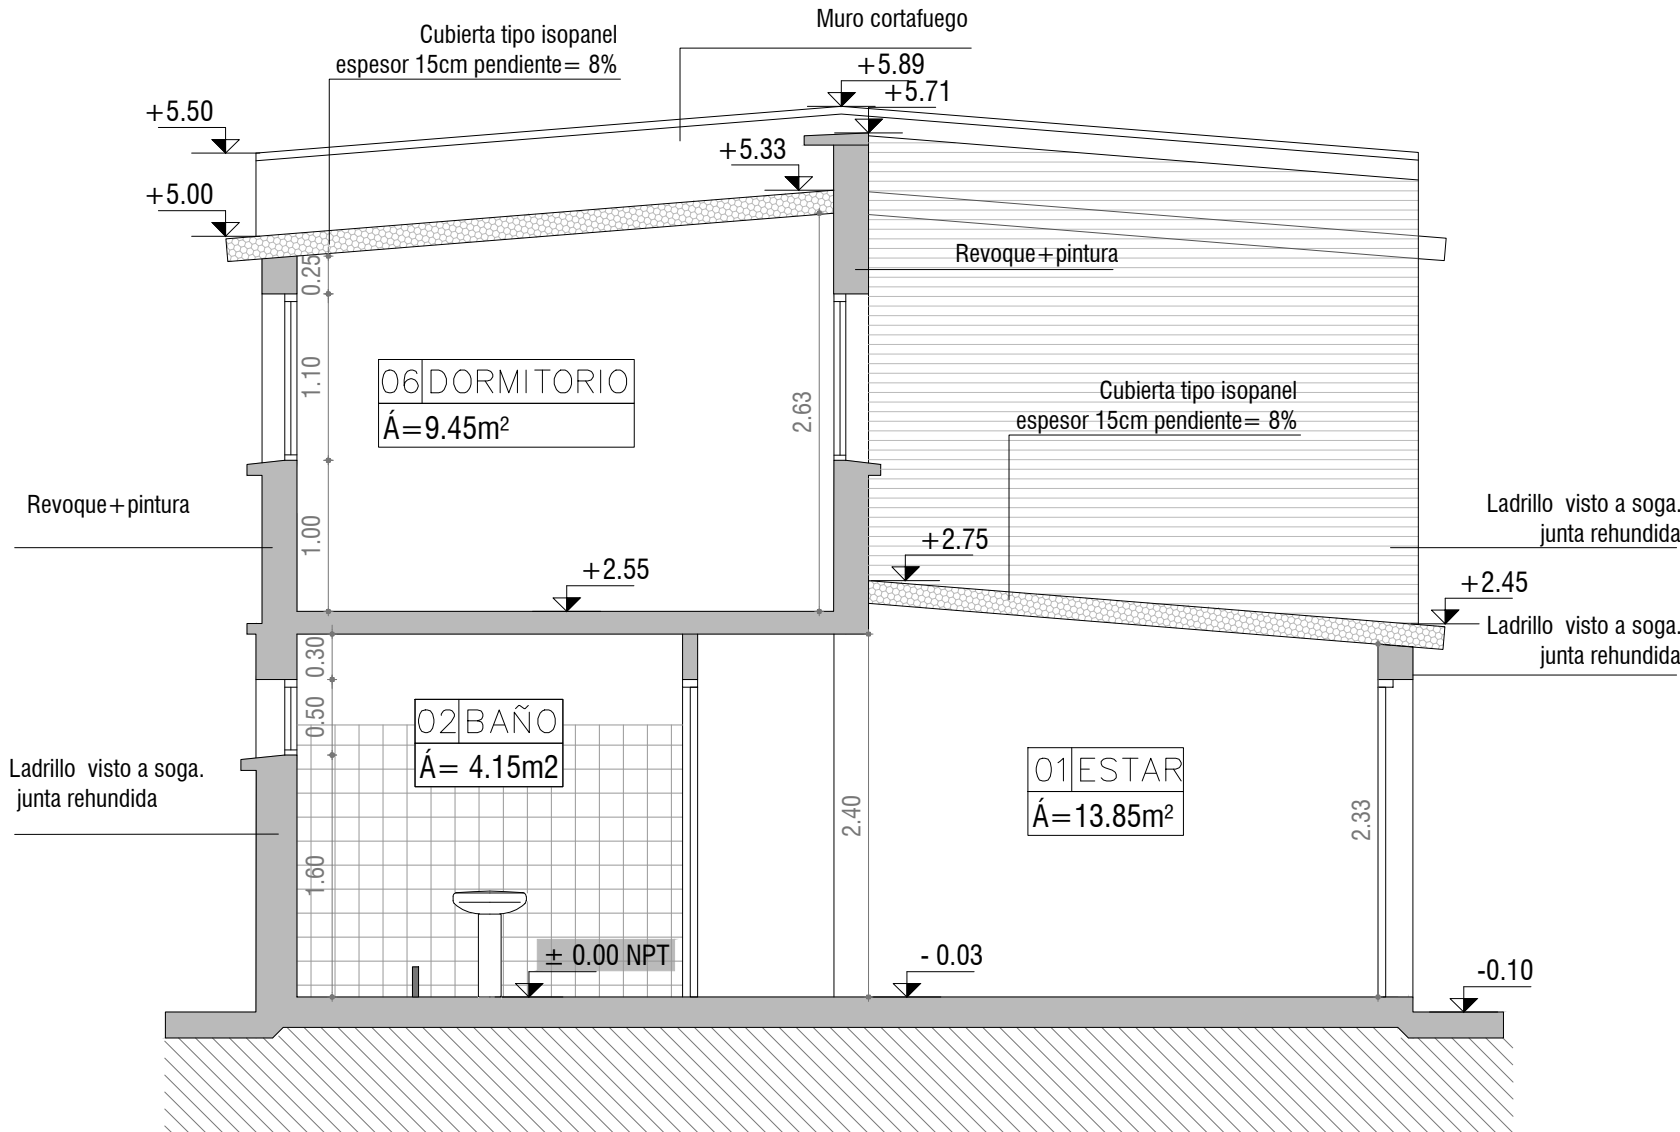 Muro cortafuego
Cubierta tipo isopanel
espesor 15cm pendiente= 8%
+5.89
+5.71
+5.50
+5.33
+5.00
Revoque+pintura
0.25
1.10
06 DORMITORIO
Á=9.45m²
2.63
Cubierta tipo isopanel
espesor 15cm pendiente= 8%
Revoque+pintura
Ladrillo visto a soga.
junta rehundida
1.00
+2.75
+2.55
+2.45
Ladrillo visto a soga.
junta rehundida
0.30
0.50
02 BAÑO
Á= 4.15m2
Ladrillo visto a soga.
junta rehundida
01 ESTAR
Á=13.85m²
2.40
2.33
1.60
± 0.00 NPT
- 0.03
-0.10